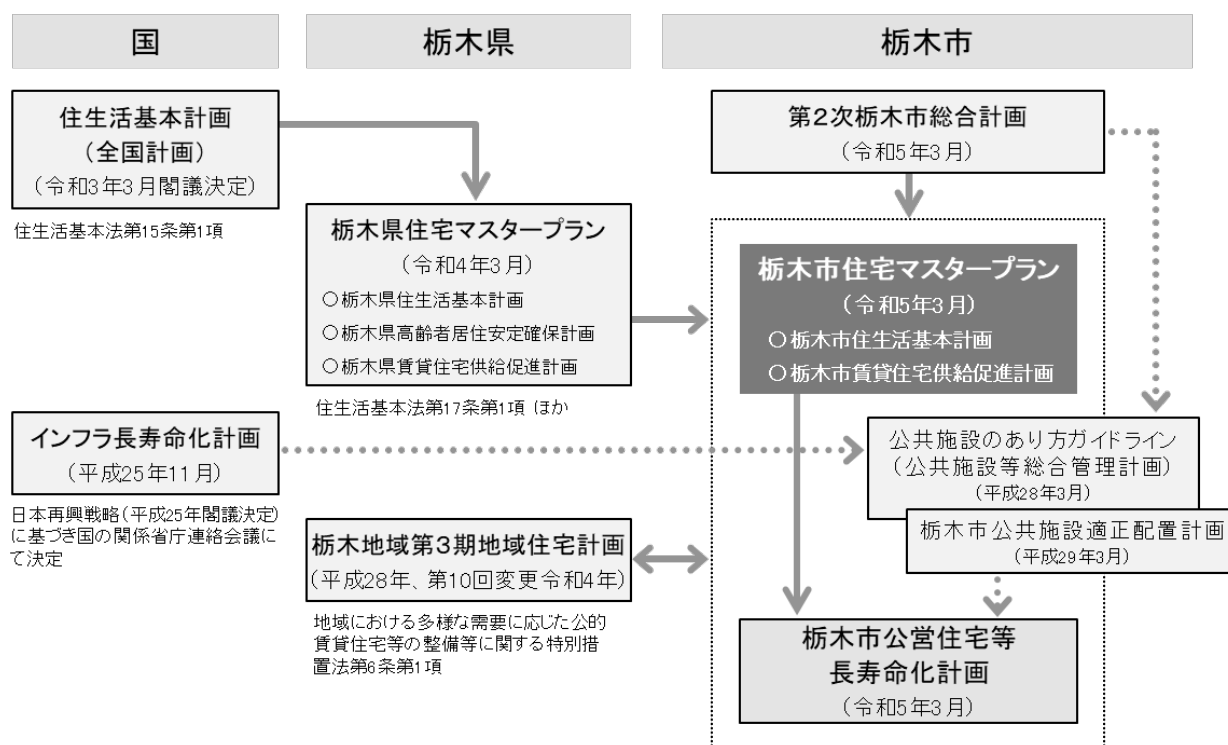 国
栃木県
栃木市
住生活基本計画
（全国計画）
（令和3年3月閣議決定）
住生活基本法第15条第1項
栃木県住宅マスタープラン
（令和4年3月）
○栃木県住生活基本計画
○栃木県高齢者居住安定確保計画
○栃木県賃貸住宅供給促進計画
住生活基本法第17条第1項 ほか
第2次栃木市総合計画
（令和5年3月）
栃木市住宅マスタープラン
（令和5年3月）
○栃木市住生活基本計画
○栃木市賃貸住宅供給促進計画
インフラ長寿命化計画
（平成25年11月）
日本再興戦略（平成25年閣議決定）
に基づき国の関係省庁連絡会議に
て決定
公共施設のあり方ガイドライン
（公共施設等総合管理計画）
（平成28年3月）
栃木市公共施設適正配置計画
（平成29年3月）
栃木地域第3期地域住宅計画
（平成28年、第10回変更令和4年）
地域における多様な需要に応じた公的
賃貸住宅等の整備等に関する特別措
置法第6条第1項
栃木市公営住宅等
長寿命化計画
（令和5年3月）